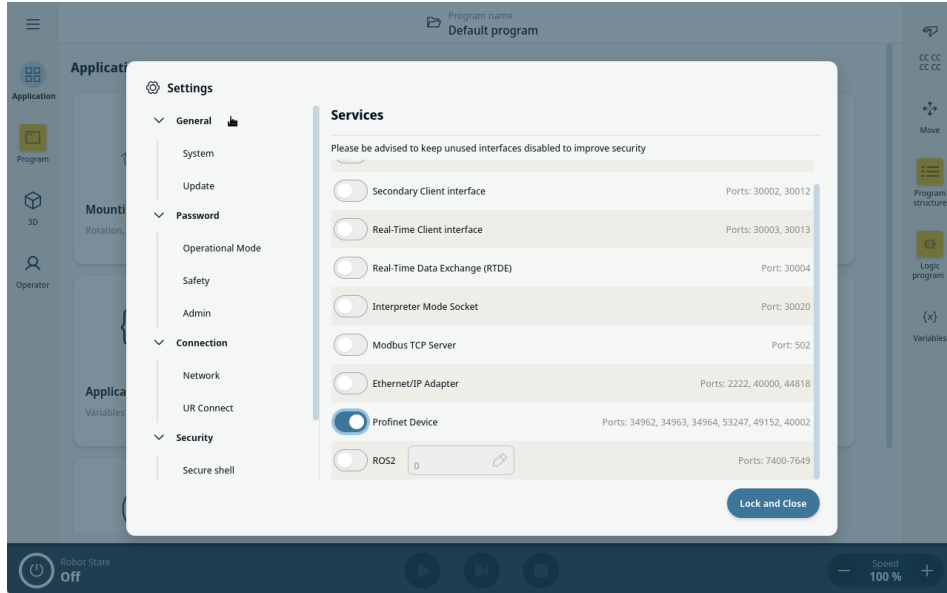 Program name
Default program
Application
Program
3D
Operator
Applicati
Mounti
Rotation,
Applica
Variables
Settings
General
System
Update
Password
Operational Mode
Safety
Admin
Connection
Network
UR Connect
Security
Secure shell
Services
Please be advised to keep unused interfaces disabled to improve security
Secondary Client interface Ports: 30002, 30012
Real-Time Client interface Ports: 30003, 30013
Real-Time Data Exchange (RTDE) Port: 30004
Interpreter Mode Socket Port: 30020
Modbus TCP Server Port: 502
Ethernet/IP Adapter Ports: 2222, 40000, 44818
Profinet Device Ports: 34962, 34963, 34964, 53247, 49152, 40002
ROS2 0 Ports: 7400-7649
Lock and Close
CC CC
CC CC
Move
Program
structure
Logic
program
{x}
Variables
Robot State
Off
Speed
100 %